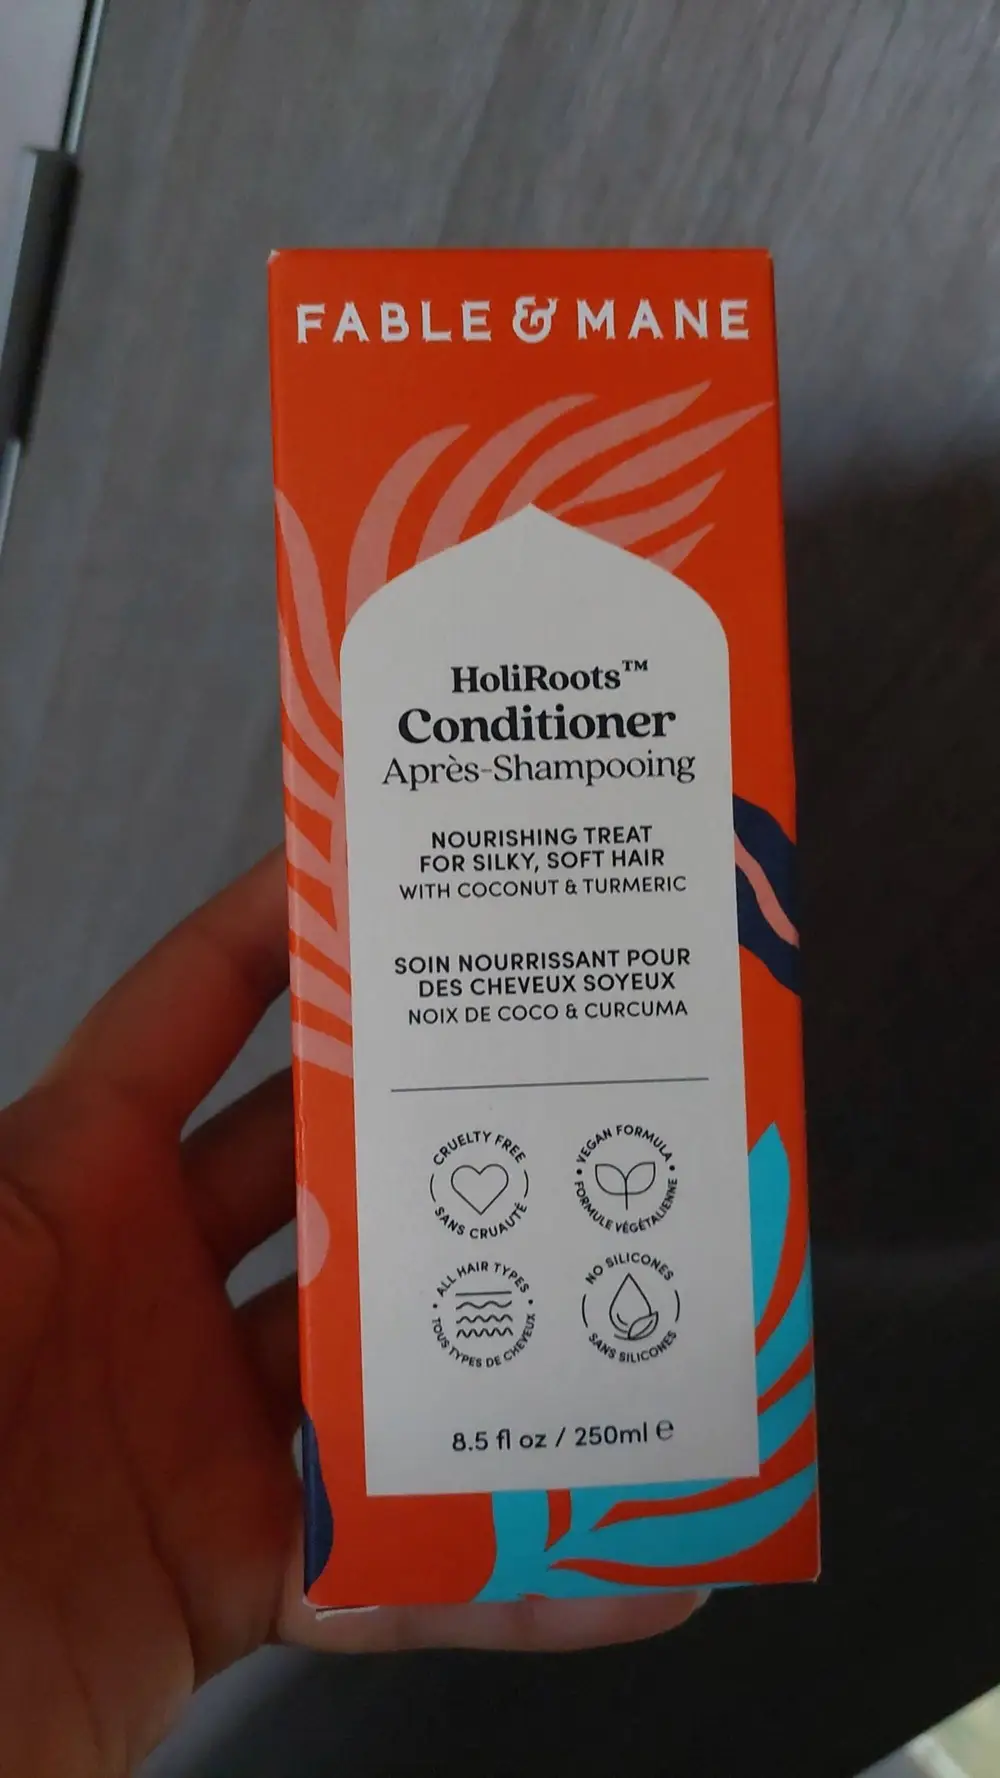 FABLE & MANE
HoliRoots™
Conditioner
Après-Shampooing
NOURISHING TREAT
FOR SILKY, SOFT HAIR
WITH COCONUT & TURMERIC
SOIN NOURRISSANT POUR
DES CHEVEUX SOYEUX
NOIX DE COCO & CURCUMA
CRUELTY FREE
SANS CRUAUTÉ
• VEGAN FORMULA •
FORMULE VÉGÉTALIENNE
• ALL HAIR TYPES •
TOUS TYPES DE CHEVEUX
NO SILICONES
SANS SILICONES
8.5 fl oz / 250ml ℮